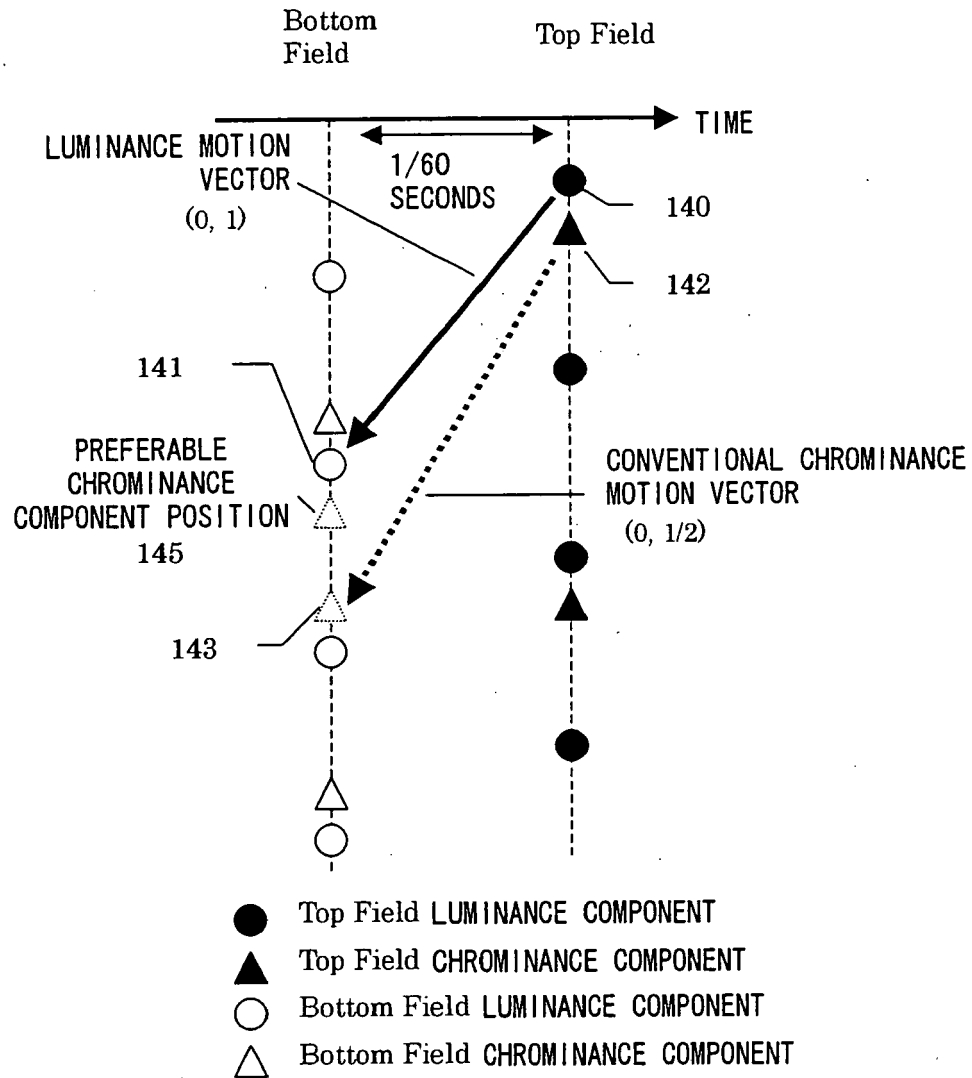 Bottom
Field
Top Field
TIME
LUMINANCE MOTION
VECTOR
(0, 1)
1/60
SECONDS
140
142
141
PREFERABLE
CHROMINANCE
COMPONENT POSITION
145
CONVENTIONAL CHROMINANCE
MOTION VECTOR
(0, 1/2)
143
Top Field LUMINANCE COMPONENT
Top Field CHROMINANCE COMPONENT
Bottom Field LUMINANCE COMPONENT
Bottom Field CHROMINANCE COMPONENT